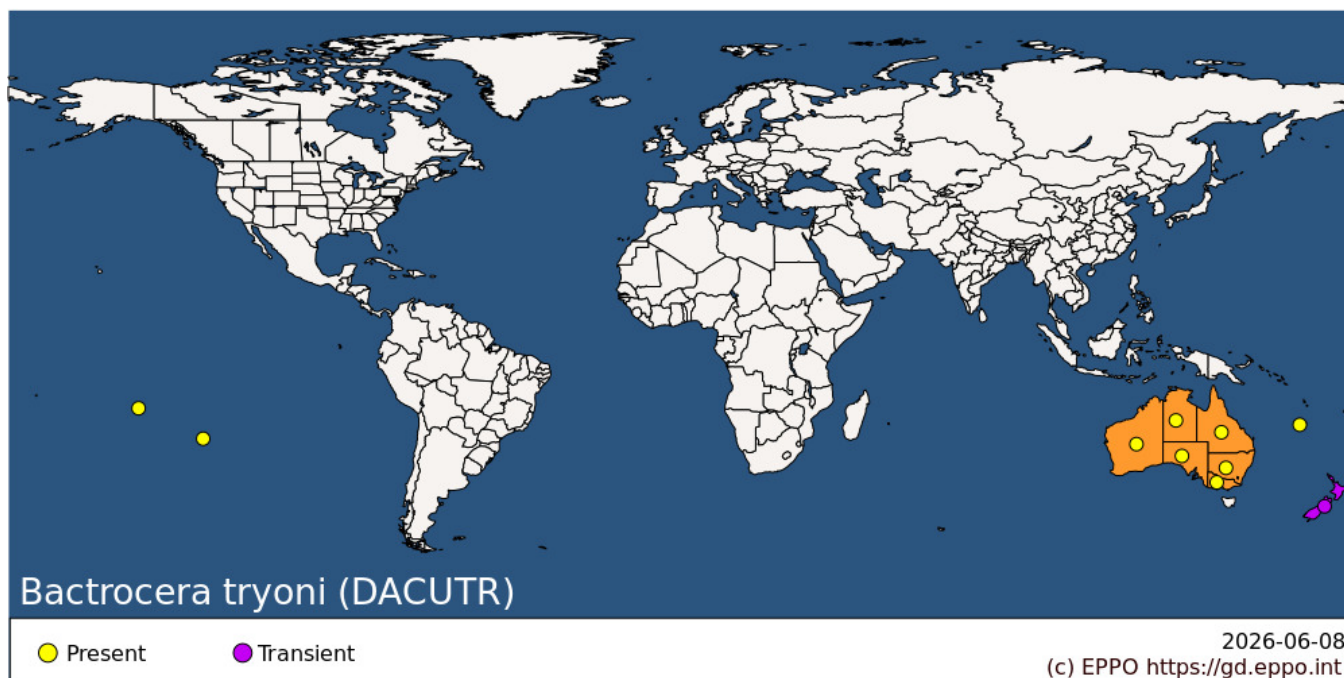 Bactrocera tryoni (DACUTR)
Present
Transient
2026-06-08
(c) EPPO https://gd.eppo.int